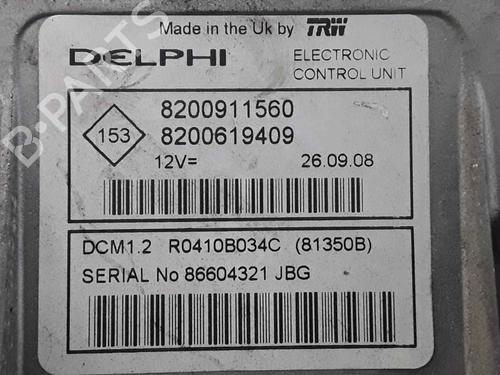 Made in the Uk by TRW
DELPHI
ELECTRONIC
CONTROL UNIT
153
8200911560
8200619409
12V=
26.09.08
DCM1.2 R0410B034C (81350B)
SERIAL No 86604321 JBG
B-PARTS